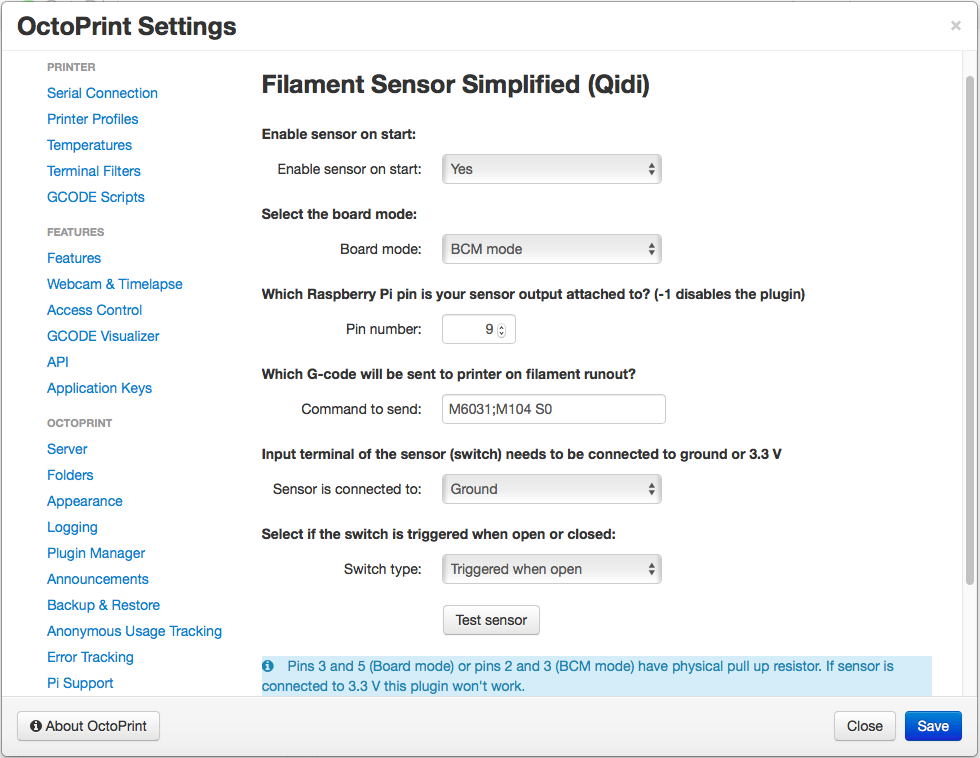 OctoPrint Settings
×
PRINTER
Serial Connection
Printer Profiles
Temperatures
Terminal Filters
GCODE Scripts
FEATURES
Features
Webcam & Timelapse
Access Control
GCODE Visualizer
API
Application Keys
OCTOPRINT
Server
Folders
Appearance
Logging
Plugin Manager
Announcements
Backup & Restore
Anonymous Usage Tracking
Error Tracking
Pi Support
Filament Sensor Simplified (Qidi)
Enable sensor on start:
Enable sensor on start: Yes
Select the board mode:
Board mode: BCM mode
Which Raspberry Pi pin is your sensor output attached to? (-1 disables the plugin)
Pin number: 9
Which G-code will be sent to printer on filament runout?
Command to send: M6031;M104 S0
Input terminal of the sensor (switch) needs to be connected to ground or 3.3 V
Sensor is connected to: Ground
Select if the switch is triggered when open or closed:
Switch type: Triggered when open
Test sensor
Pins 3 and 5 (Board mode) or pins 2 and 3 (BCM mode) have physical pull up resistor. If sensor is
connected to 3.3 V this plugin won't work.
About OctoPrint
Close
Save